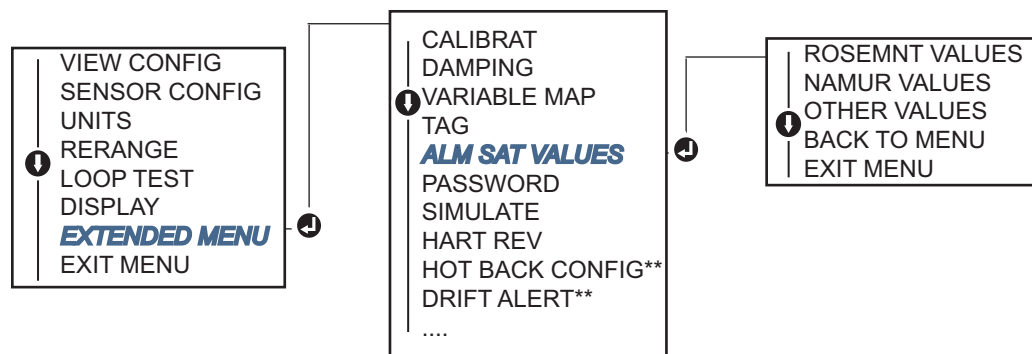 VIEW CONFIG
SENSOR CONFIG
UNITS
RERANGE
LOOP TEST
DISPLAY
EXTENDED MENU
EXIT MENU
CALIBRAT
DAMPING
VARIABLE MAP
TAG
ALM SAT VALUES
PASSWORD
SIMULATE
HART REV
HOT BACK CONFIG**
DRIFT ALERT**
....
ROSEMNT VALUES
NAMUR VALUES
OTHER VALUES
BACK TO MENU
EXIT MENU